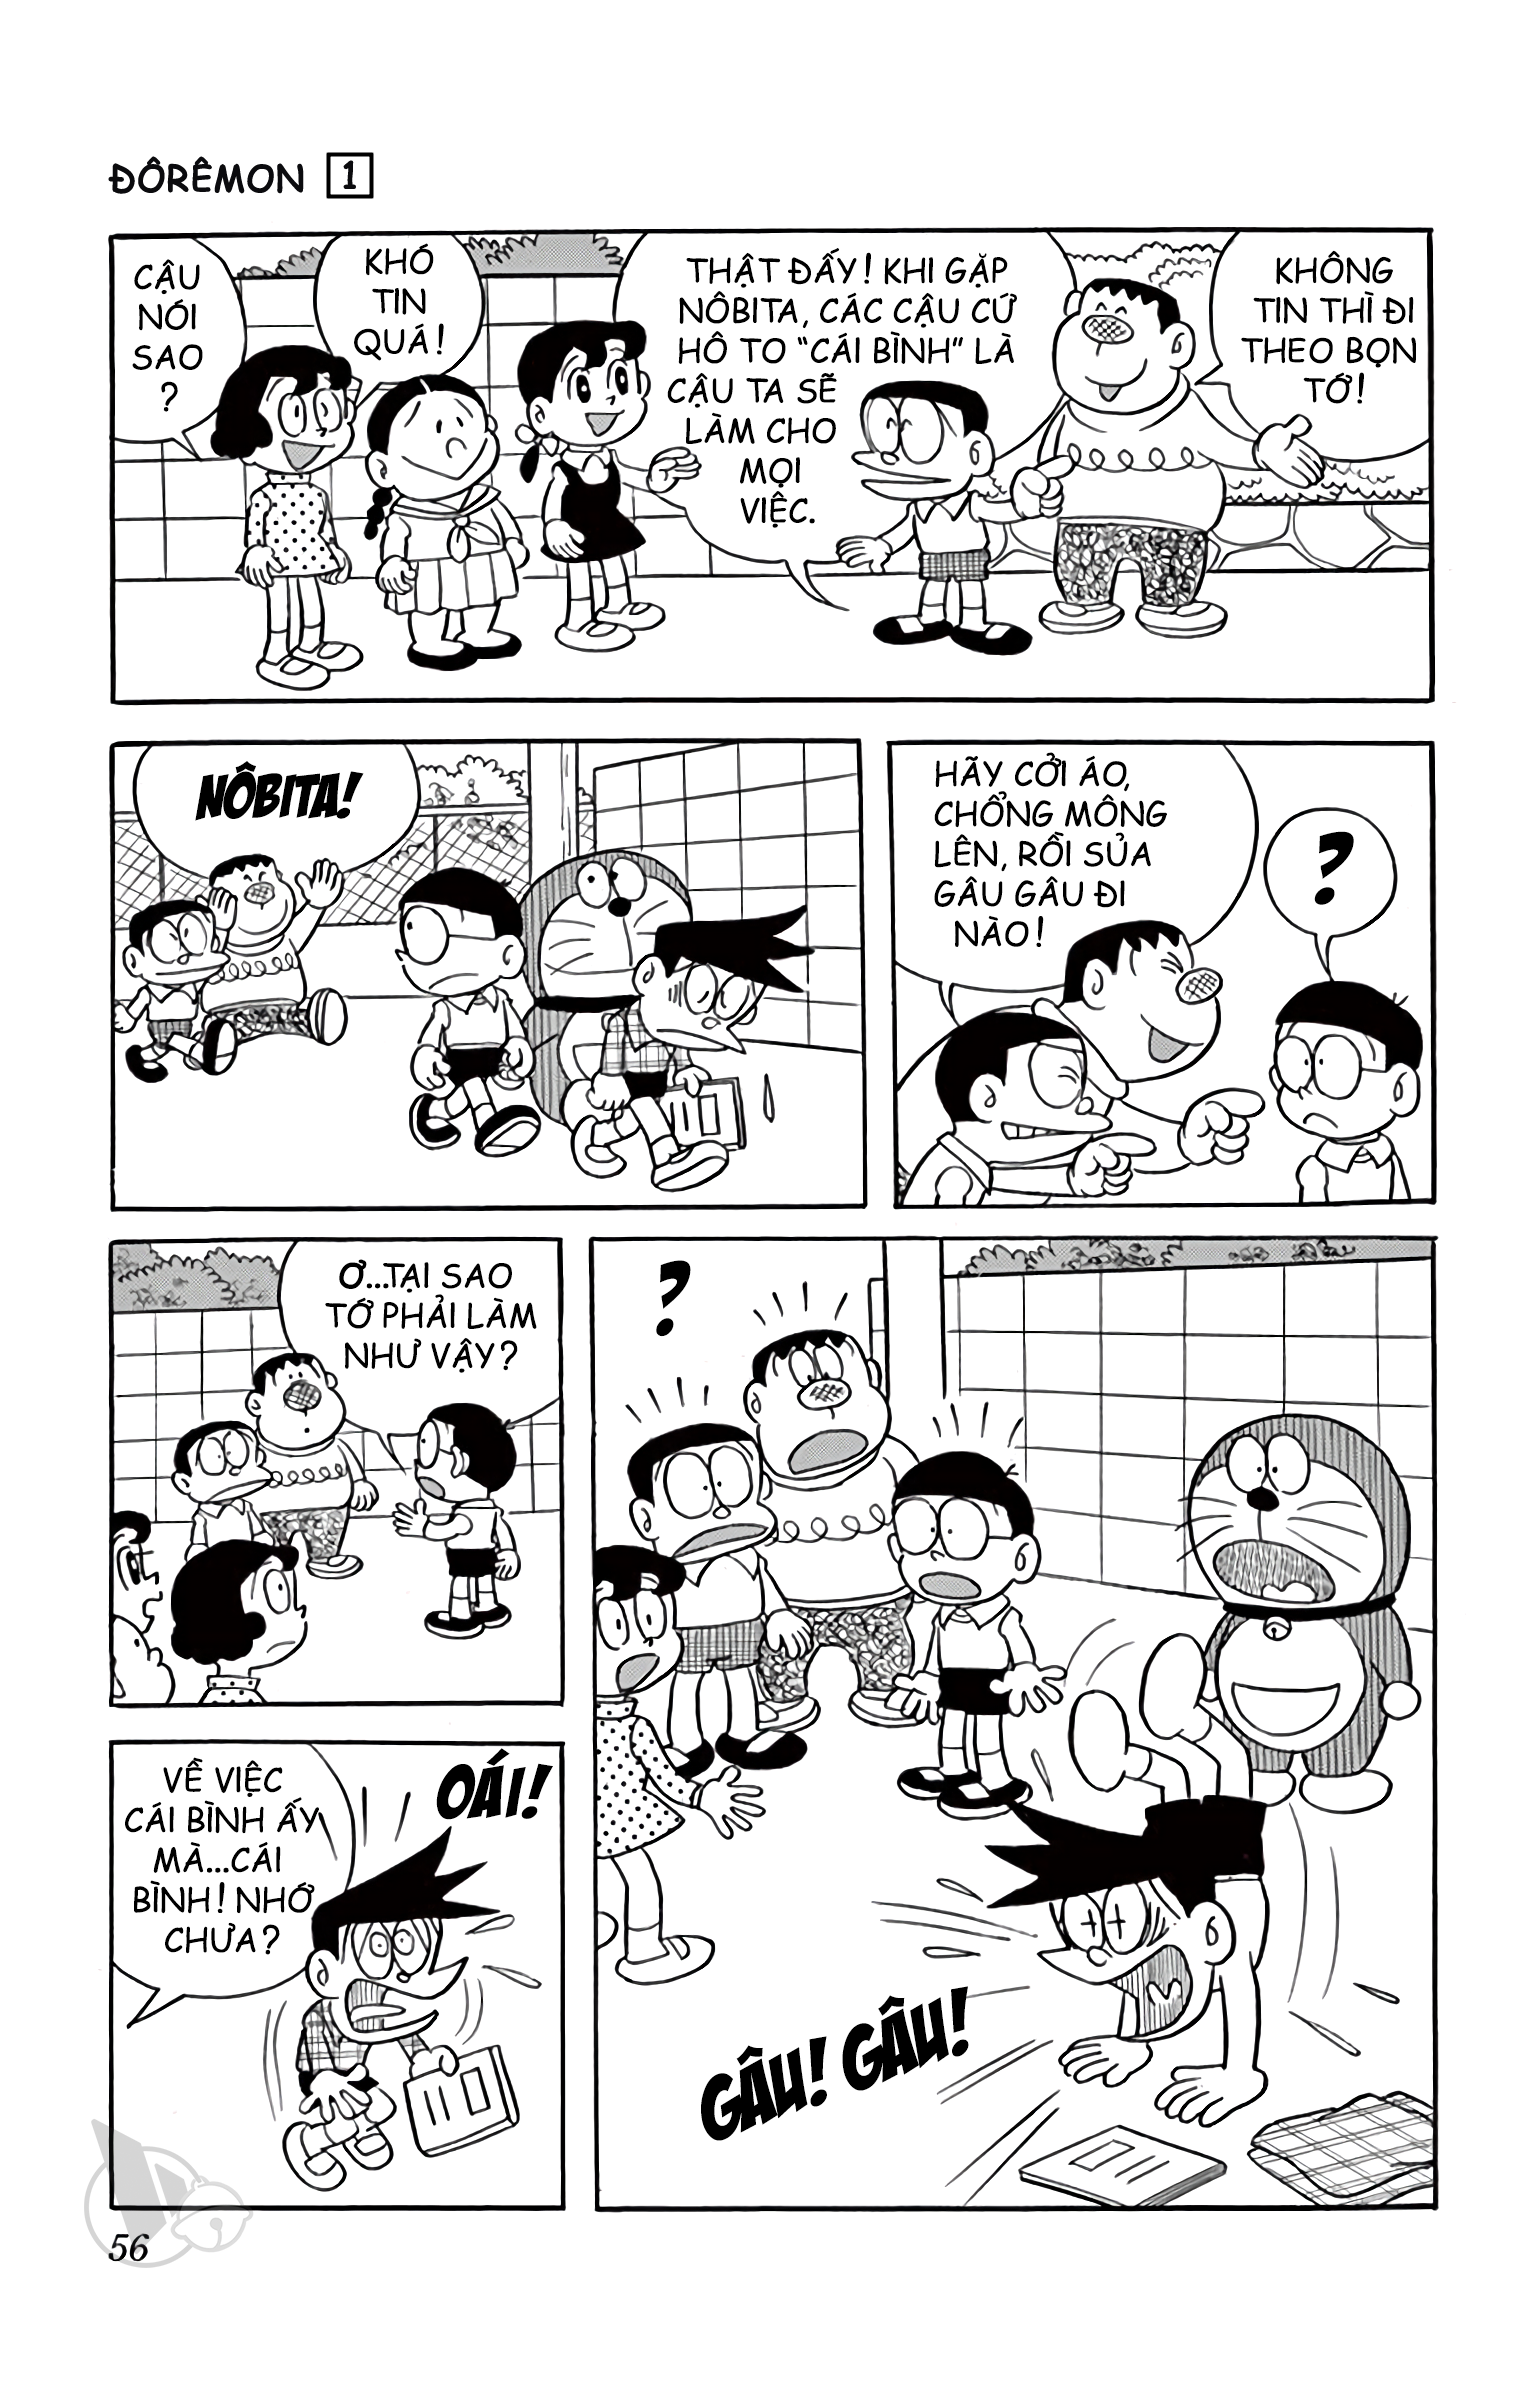 ĐÔRÊMON 1
CẬU
NÓI
SAO
?
KHÓ
TIN
QUÁ!
THẬT ĐẤY! KHI GẶP
NÔBITA, CÁC CẬU CỨ
HÔ TO “CÁI BÌNH” LÀ
CẬU TA SẼ
LÀM CHO
MỌI
VIỆC.
KHÔNG
TIN THÌ ĐI
THEO BỌN
TỚ!
NÔBITA!
HÃY CỞI ÁO,
CHỔNG MÔNG
LÊN, RỒI SỦA
GÂU GÂU ĐI
NÀO!
?
Ơ...TẠI SAO
TỚ PHẢI LÀM
NHƯ VẬY?
VỀ VIỆC
CÁI BÌNH ẤY
MÀ...CÁI
BÌNH! NHỚ
CHƯA?
OÁI!
?
GÂU! GÂU!
56